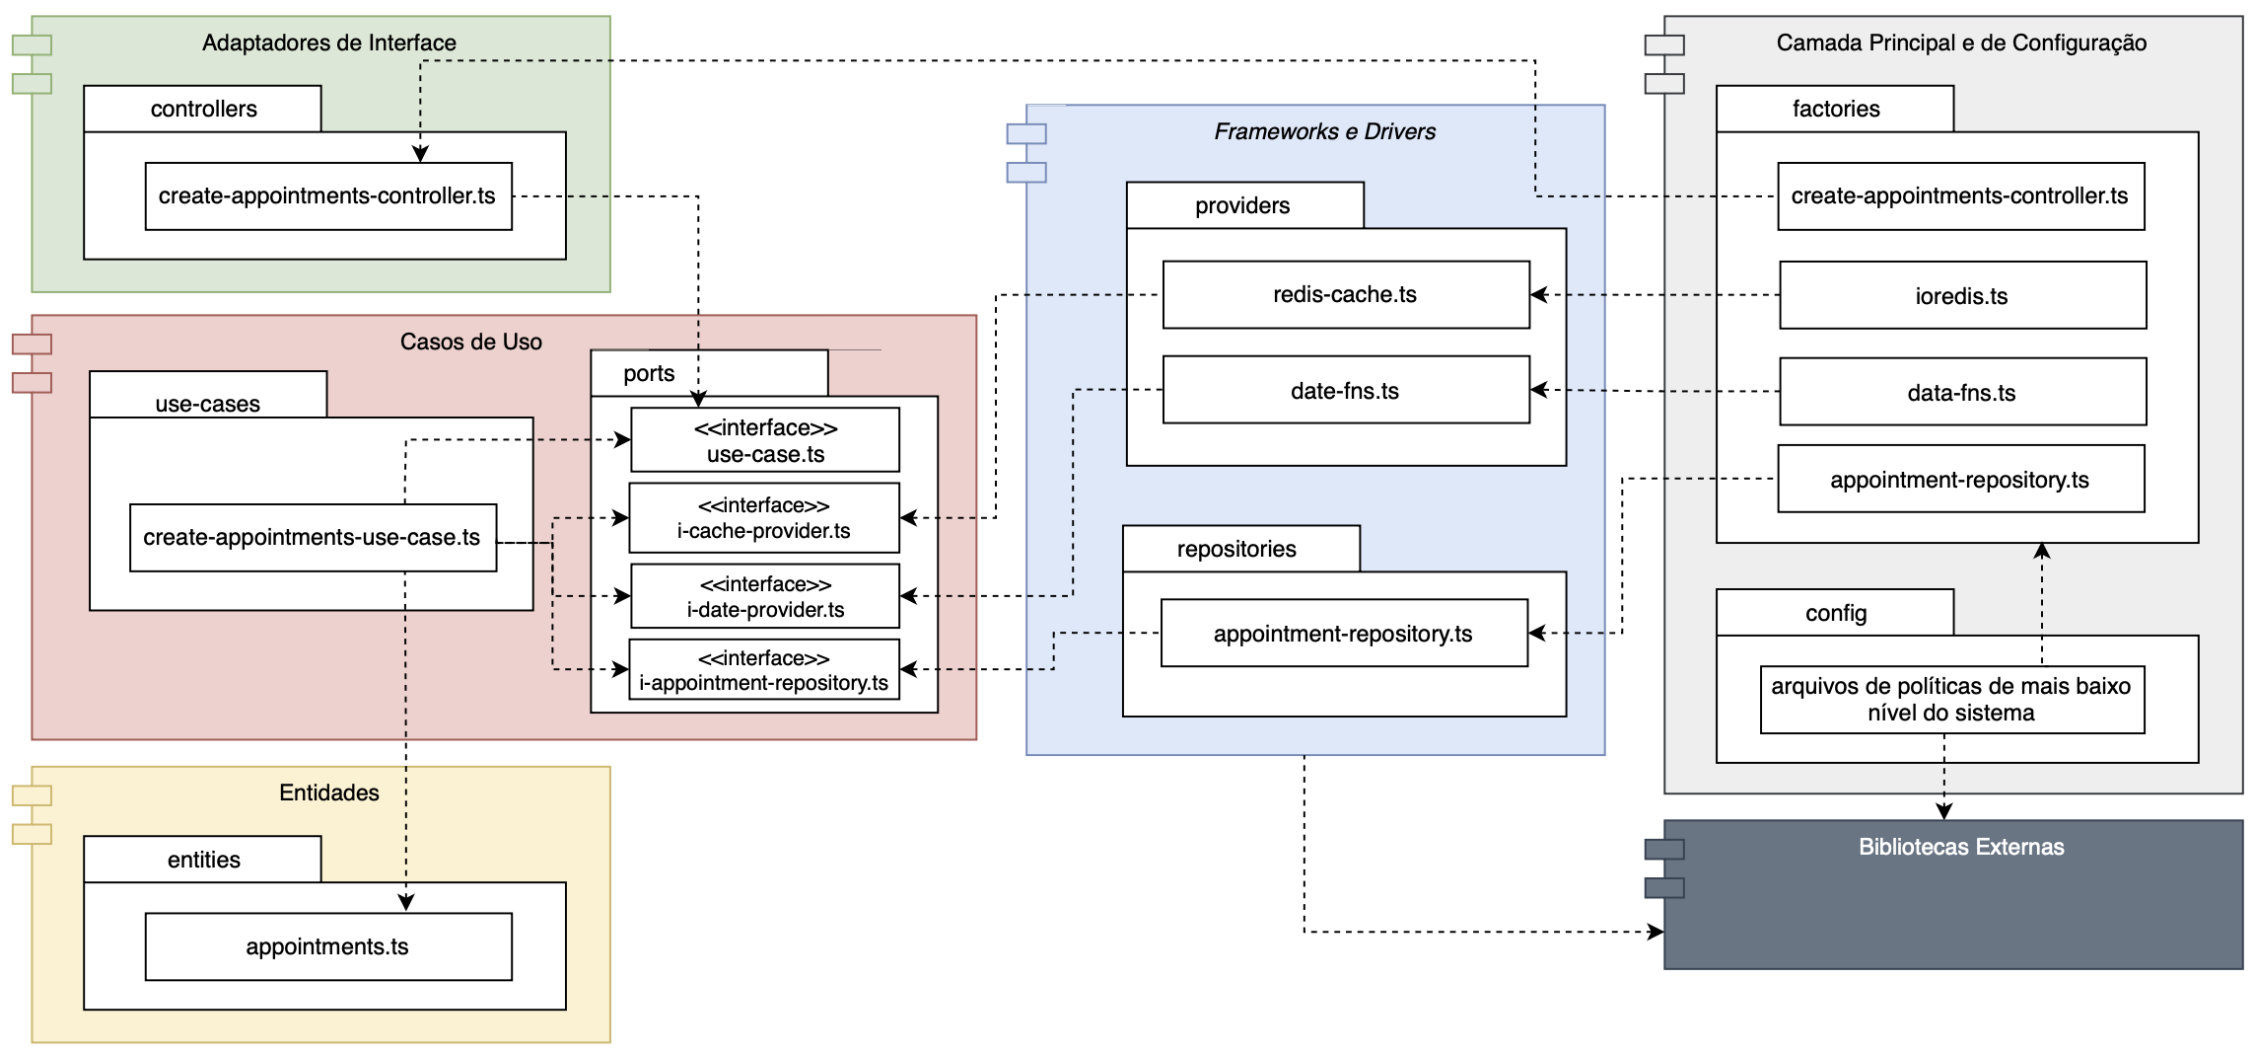 Adaptadores de Interface
controllers
create-appointments-controller.ts
Casos de Uso
use-cases
create-appointments-use-case.ts
ports
<<interface>>
use-case.ts
<<interface>>
i-cache-provider.ts
<<interface>>
i-date-provider.ts
<<interface>>
i-appointment-repository.ts
Entidades
entities
appointments.ts
Frameworks e Drivers
providers
redis-cache.ts
date-fns.ts
repositories
appointment-repository.ts
Camada Principal e de Configuração
factories
create-appointments-controller.ts
ioredis.ts
data-fns.ts
appointment-repository.ts
config
arquivos de políticas de mais baixo
nível do sistema
Bibliotecas Externas